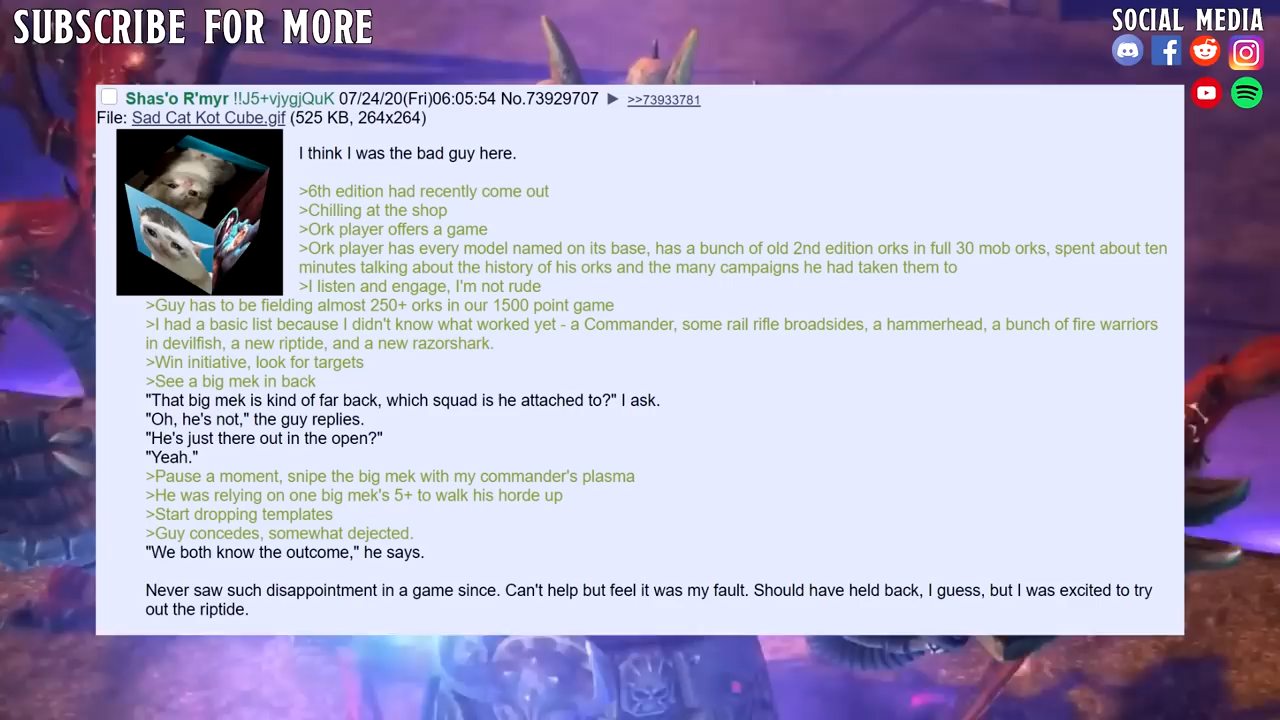 SUBSCRIBE FOR MORE
SOCIAL MEDIA
Shas'o R'myr !!J5+vjygjQuK 07/24/20(Fri)06:05:54 No.73929707 ▶ >>73933781
File: Sad Cat Kot Cube.gif (525 KB, 264x264)
I think I was the bad guy here.
>6th edition had recently come out
>Chilling at the shop
>Ork player offers a game
>Ork player has every model named on its base, has a bunch of old 2nd edition orks in full 30 mob orks, spent about ten
minutes talking about the history of his orks and the many campaigns he had taken them to
>I listen and engage, I'm not rude
>Guy has to be fielding almost 250+ orks in our 1500 point game
>I had a basic list because I didn't know what worked yet - a Commander, some rail rifle broadsides, a hammerhead, a bunch of fire warriors
in devilfish, a new riptide, and a new razorshark.
>Win initiative, look for targets
>See a big mek in back
"That big mek is kind of far back, which squad is he attached to?" I ask.
"Oh, he's not," the guy replies.
"He's just there out in the open?"
"Yeah."
>Pause a moment, snipe the big mek with my commander's plasma
>He was relying on one big mek's 5+ to walk his horde up
>Start dropping templates
>Guy concedes, somewhat dejected.
"We both know the outcome," he says.
Never saw such disappointment in a game since. Can't help but feel it was my fault. Should have held back, I guess, but I was excited to try
out the riptide.